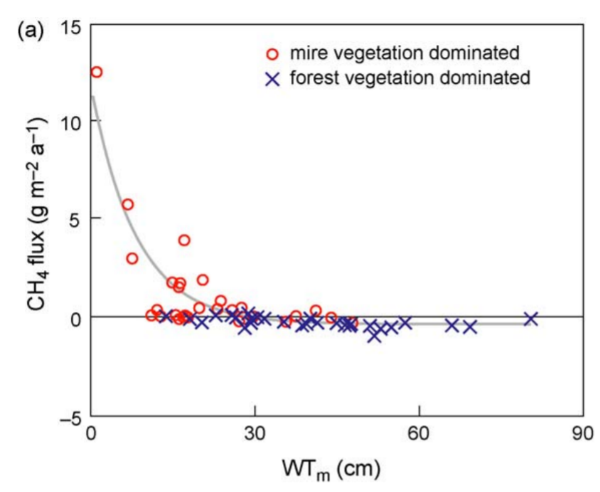 (a)
mire vegetation dominated
forest vegetation dominated
CH₄ flux (g m⁻² a⁻¹)
15
10
5
0
–5
0 30 60 90
WTₘ (cm)